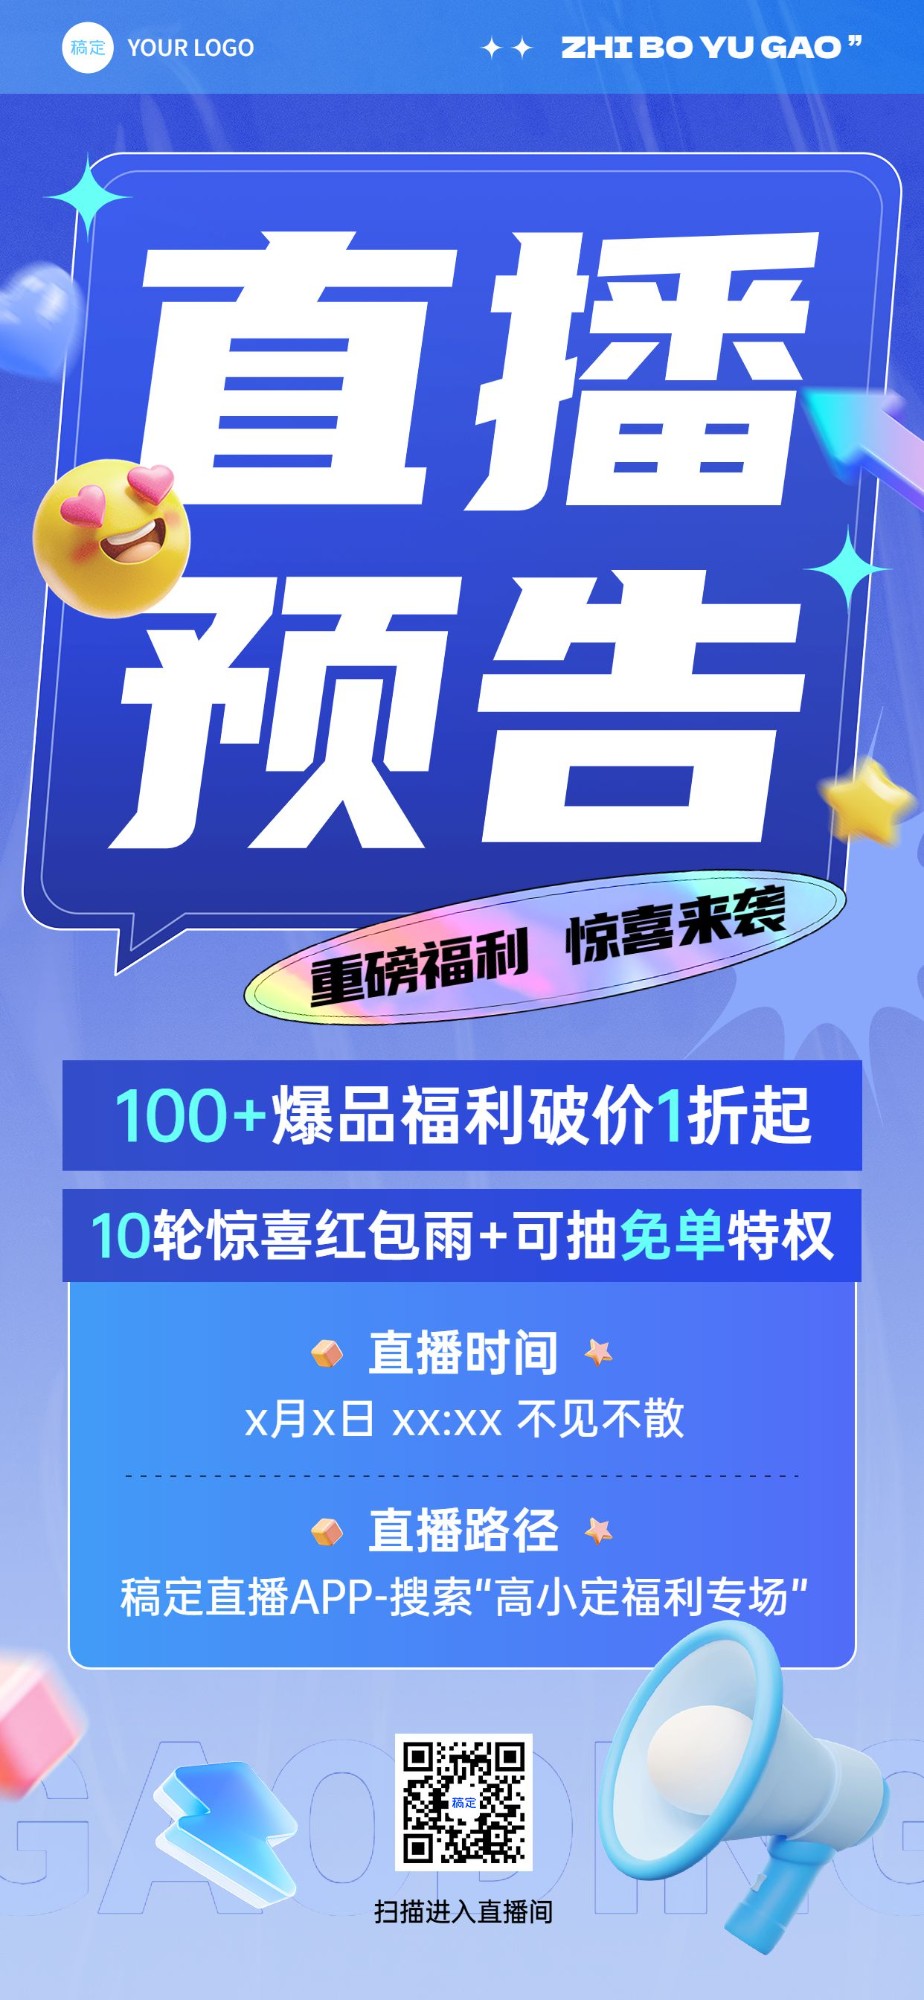 稿定 YOUR LOGO
ZHI BO YU GAO”
直播
预告
重磅福利 惊喜来袭
100+爆品福利破价1折起
10轮惊喜红包雨+可抽免单特权
直播时间
x月x日 xx:xx 不见不散
直播路径
稿定直播APP-搜索"高小定福利专场"
GAODING
稿定
扫描进入直播间